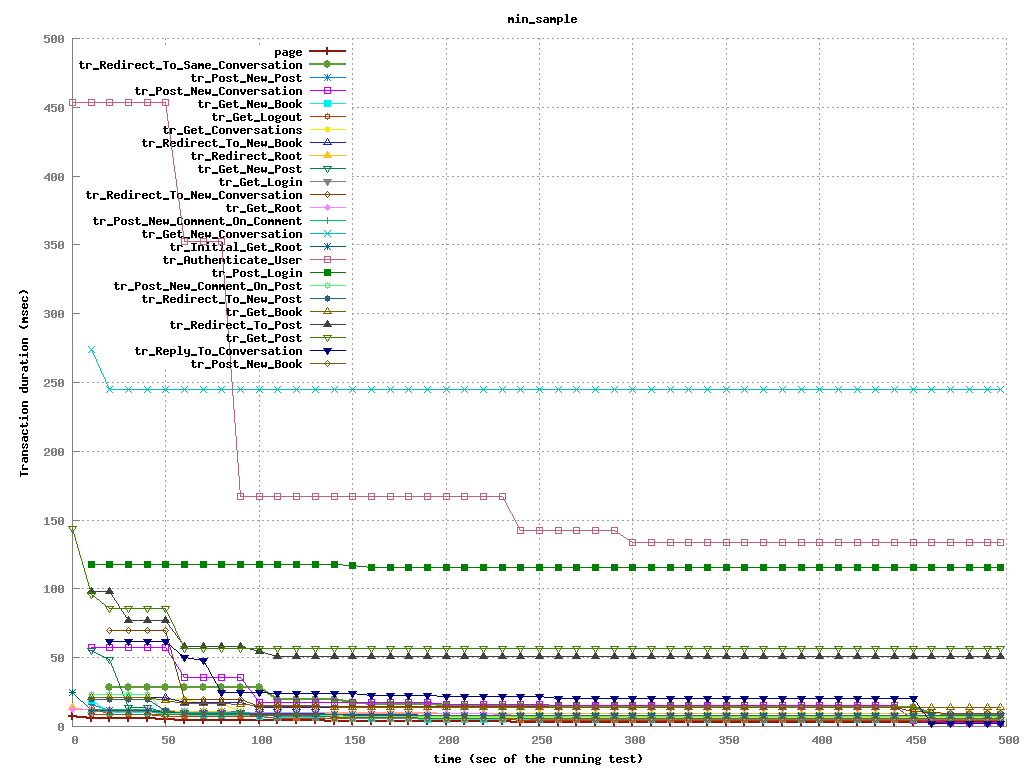 min_sample
500
450
400
350
300
250
200
150
100
50
0
Transaction duration (msec)
page
tr_Redirect_To_Same_Conversation
tr_Post_New_Post
tr_Post_New_Conversation
tr_Get_New_Book
tr_Get_Logout
tr_Get_Conversations
tr_Redirect_To_New_Book
tr_Redirect_Root
tr_Get_New_Post
tr_Get_Login
tr_Redirect_To_New_Conversation
tr_Get_Root
tr_Post_New_Comment_On_Comment
tr_Get_New_Conversation
tr_Initial_Get_Root
tr_Authenticate_User
tr_Post_Login
tr_Post_New_Comment_On_Post
tr_Redirect_To_New_Post
tr_Get_Book
tr_Redirect_To_Post
tr_Get_Post
tr_Reply_To_Conversation
tr_Post_New_Book
0 50 100 150 200 250 300 350 400 450 500
time (sec of the running test)